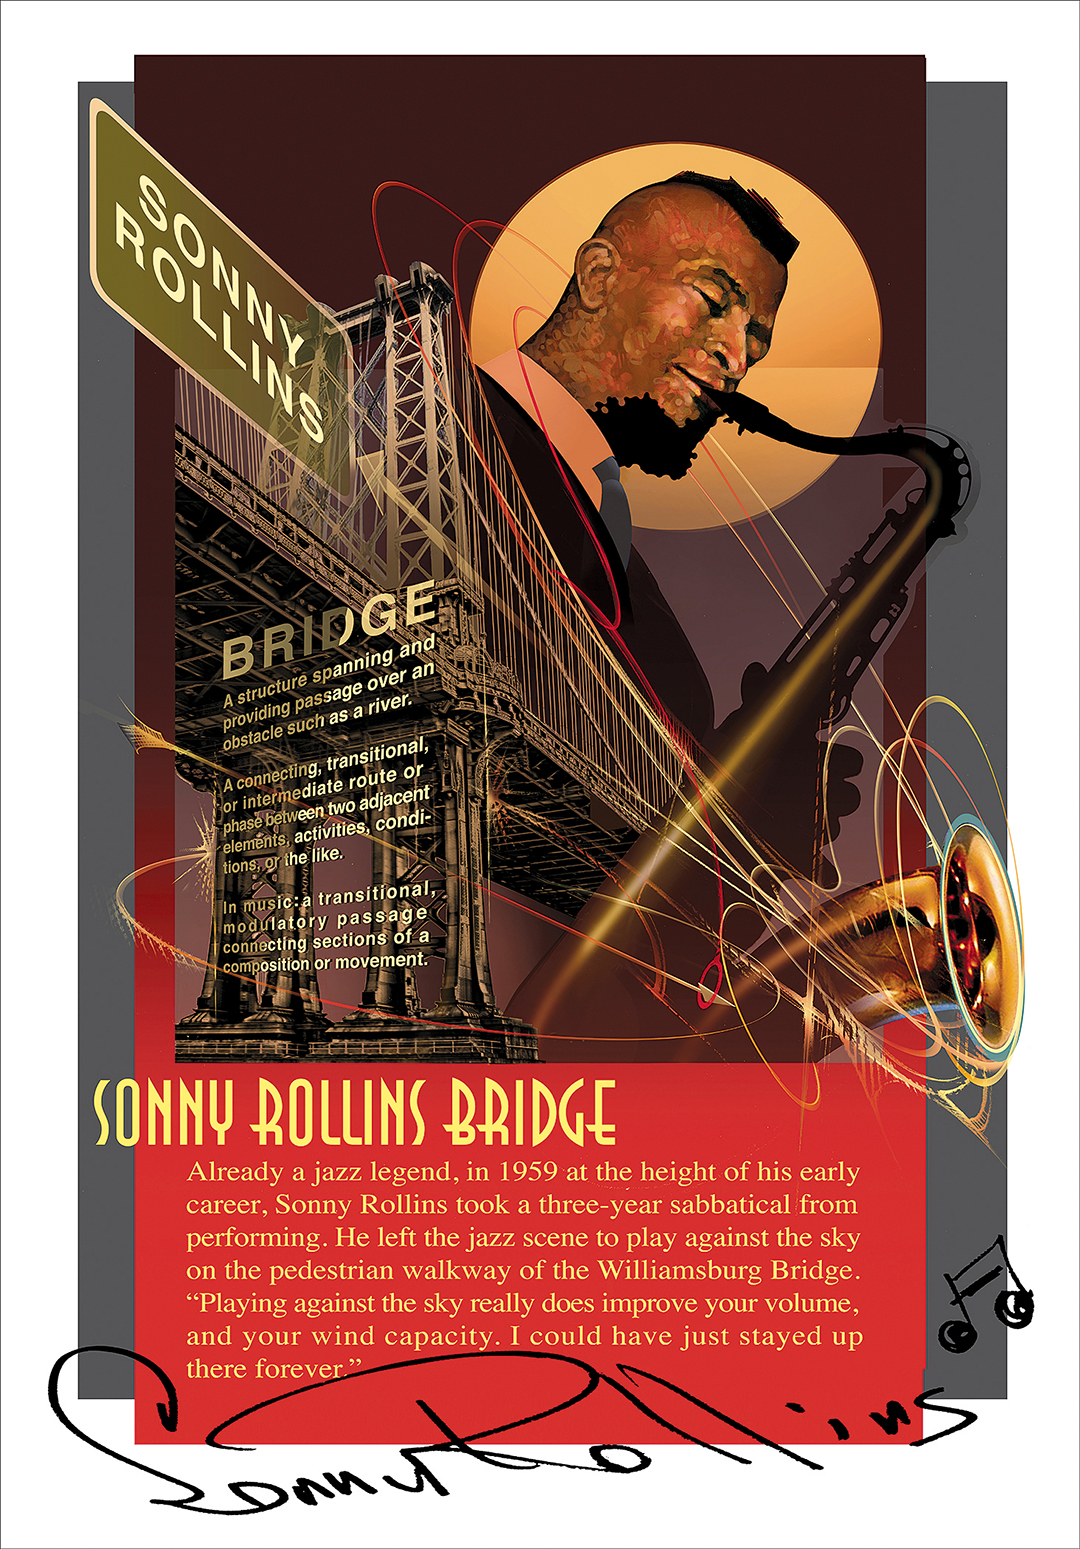 SONNY
ROLLINS
BRIDGE
A structure spanning and
providing passage over an
obstacle such as a river.
A connecting, transitional,
or intermediate route or
phase between two adjacent
elements, activities, condi-
tions, or the like.
In music: a transitional,
modulatory passage
connecting sections of a
composition or movement.
SONNY ROLLINS BRIDGE
Already a jazz legend, in 1959 at the height of his early
career, Sonny Rollins took a three-year sabbatical from
performing. He left the jazz scene to play against the sky
on the pedestrian walkway of the Williamsburg Bridge.
“Playing against the sky really does improve your volume,
and your wind capacity. I could have just stayed up
there forever.”
Sonny Rollins